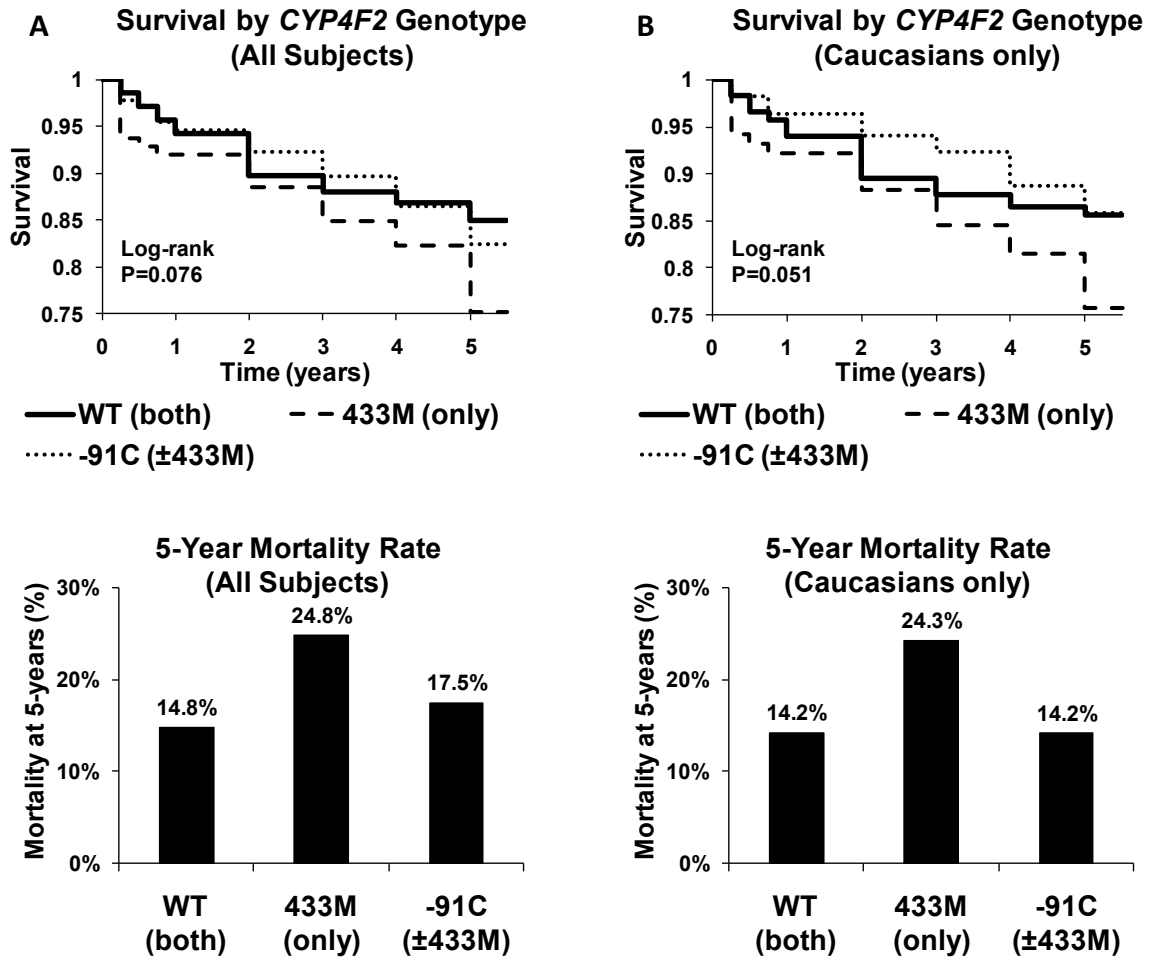 A
Survival by CYP4F2 Genotype
(All Subjects)
Survival
1
0.95
0.9
0.85
0.8
0.75
Log-rank
P=0.076
0 1 2 3 4 5
Time (years)
WT (both) 433M (only)
-91C (±433M)
B
Survival by CYP4F2 Genotype
(Caucasians only)
Survival
1
0.95
0.9
0.85
0.8
0.75
Log-rank
P=0.051
0 1 2 3 4 5
Time (years)
WT (both) 433M (only)
-91C (±433M)
5-Year Mortality Rate
(All Subjects)
Mortality at 5-years (%)
30%
20%
10%
0%
14.8%
24.8%
17.5%
WT 433M -91C
(both) (only) (±433M)
5-Year Mortality Rate
(Caucasians only)
Mortality at 5-years (%)
30%
20%
10%
0%
14.2%
24.3%
14.2%
WT 433M -91C
(both) (only) (±433M)